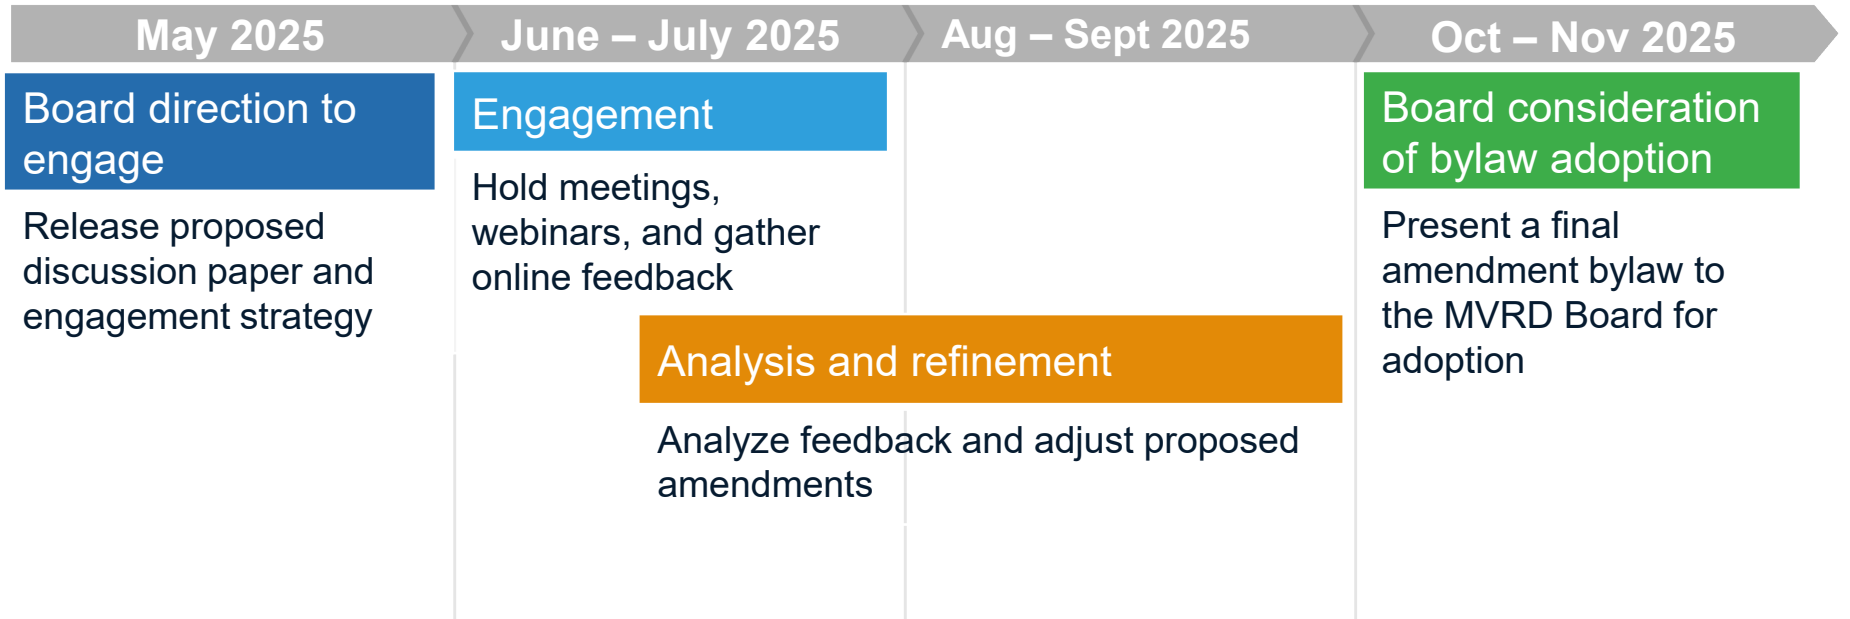 May 2025
June – July 2025
Aug – Sept 2025
Oct – Nov 2025
Board direction to
engage
Release proposed
discussion paper and
engagement strategy
Engagement
Hold meetings,
webinars, and gather
online feedback
Analysis and refinement
Analyze feedback and adjust proposed
amendments
Board consideration
of bylaw adoption
Present a final
amendment bylaw to
the MVRD Board for
adoption